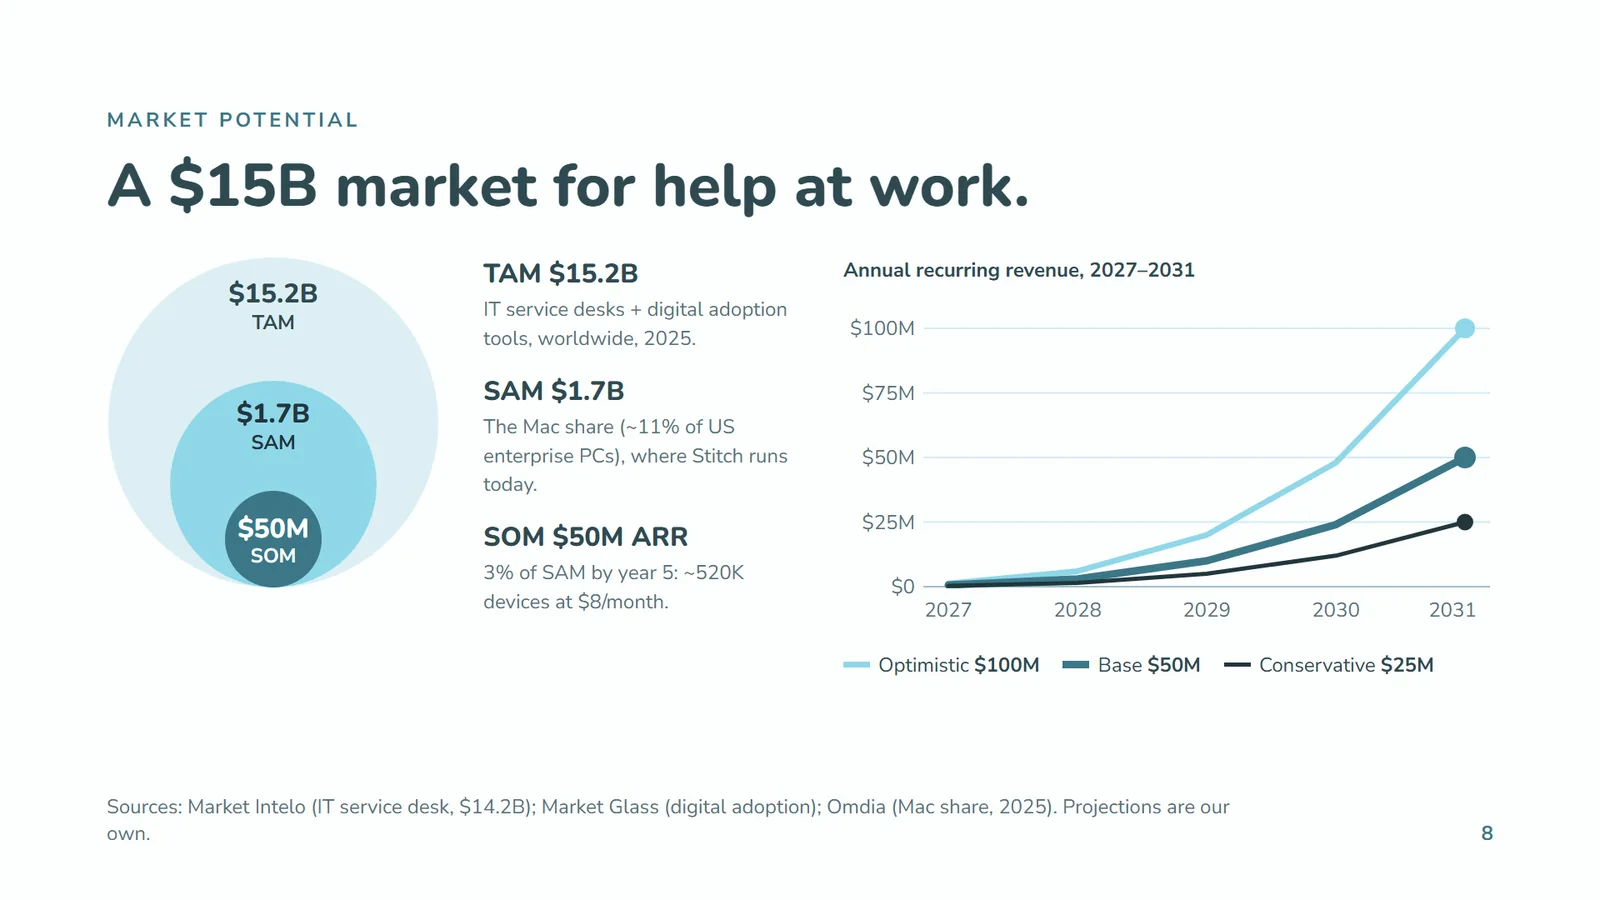 MARKET POTENTIAL
A $15B market for help at work.
$15.2B
TAM
$1.7B
SAM
$50M
SOM
TAM $15.2B
IT service desks + digital adoption
tools, worldwide, 2025.
SAM $1.7B
The Mac share (~11% of US
enterprise PCs), where Stitch runs
today.
SOM $50M ARR
3% of SAM by year 5: ~520K
devices at $8/month.
Annual recurring revenue, 2027–2031
$100M
$75M
$50M
$25M
$0
2027 2028 2029 2030 2031
Optimistic $100M Base $50M Conservative $25M
Sources: Market Intelo (IT service desk, $14.2B); Market Glass (digital adoption); Omdia (Mac share, 2025). Projections are our
own.
8